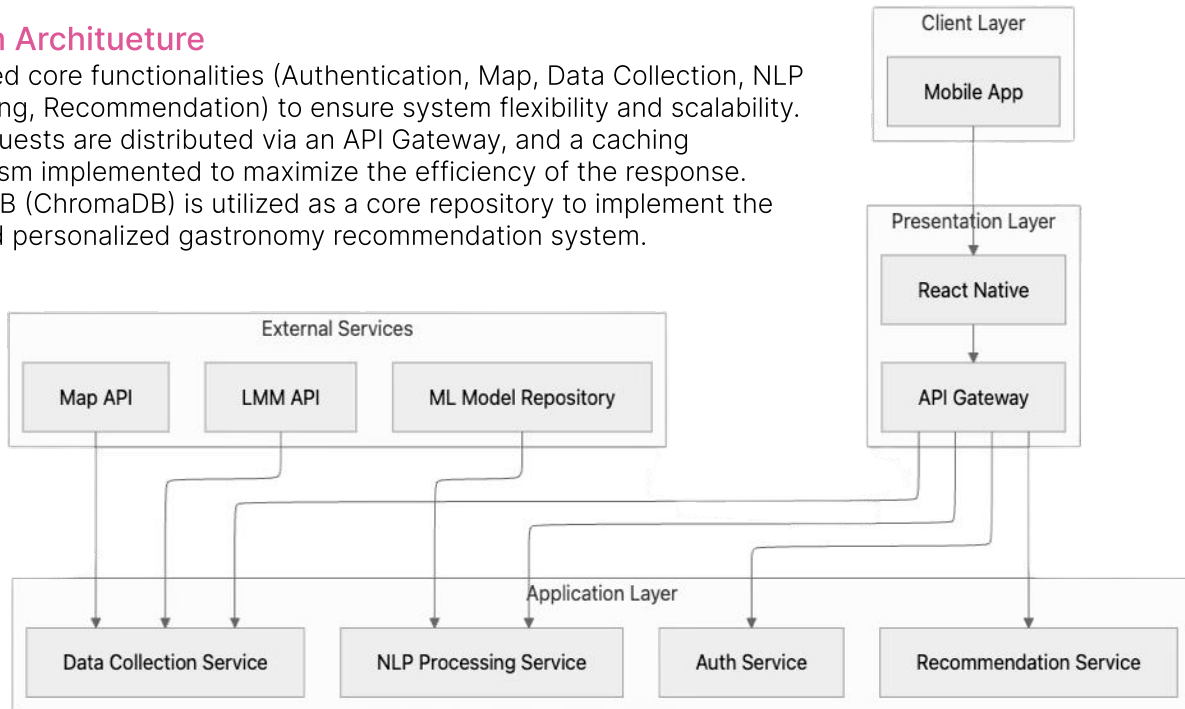 n Architueture
ed core functionalities (Authentication, Map, Data Collection, NLP
ng, Recommendation) to ensure system flexibility and scalability.
uests are distributed via an API Gateway, and a caching
sm implemented to maximize the efficiency of the response.
B (ChromaDB) is utilized as a core repository to implement the
d personalized gastronomy recommendation system.
Client Layer
Mobile App
Presentation Layer
React Native
API Gateway
External Services
Map API
LMM API
ML Model Repository
Application Layer
Data Collection Service
NLP Processing Service
Auth Service
Recommendation Service